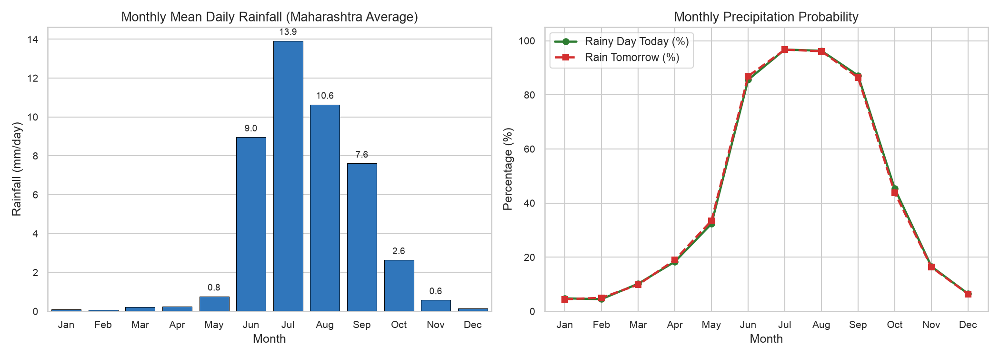 Monthly Mean Daily Rainfall (Maharashtra Average)
Rainfall (mm/day)
14
12
10
8
6
4
2
0
0.8
9.0
13.9
10.6
7.6
2.6
0.6
Jan Feb Mar Apr May Jun Jul Aug Sep Oct Nov Dec
Month
Monthly Precipitation Probability
Rainy Day Today (%)
Rain Tomorrow (%)
Percentage (%)
100
80
60
40
20
0
Jan Feb Mar Apr May Jun Jul Aug Sep Oct Nov Dec
Month